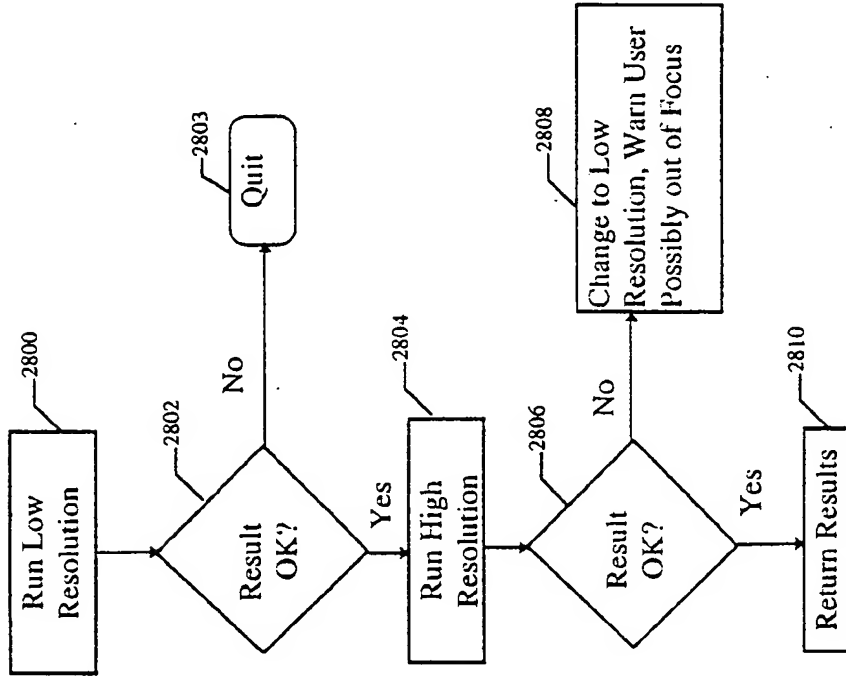 Run Low
Resolution
2800
Result
OK?
2802
No
Quit
2803
Yes
Run High
Resolution
2804
Result
OK?
2806
No
Change to Low
Resolution, Warn User
Possibly out of Focus
2808
Yes
Return Results
2810